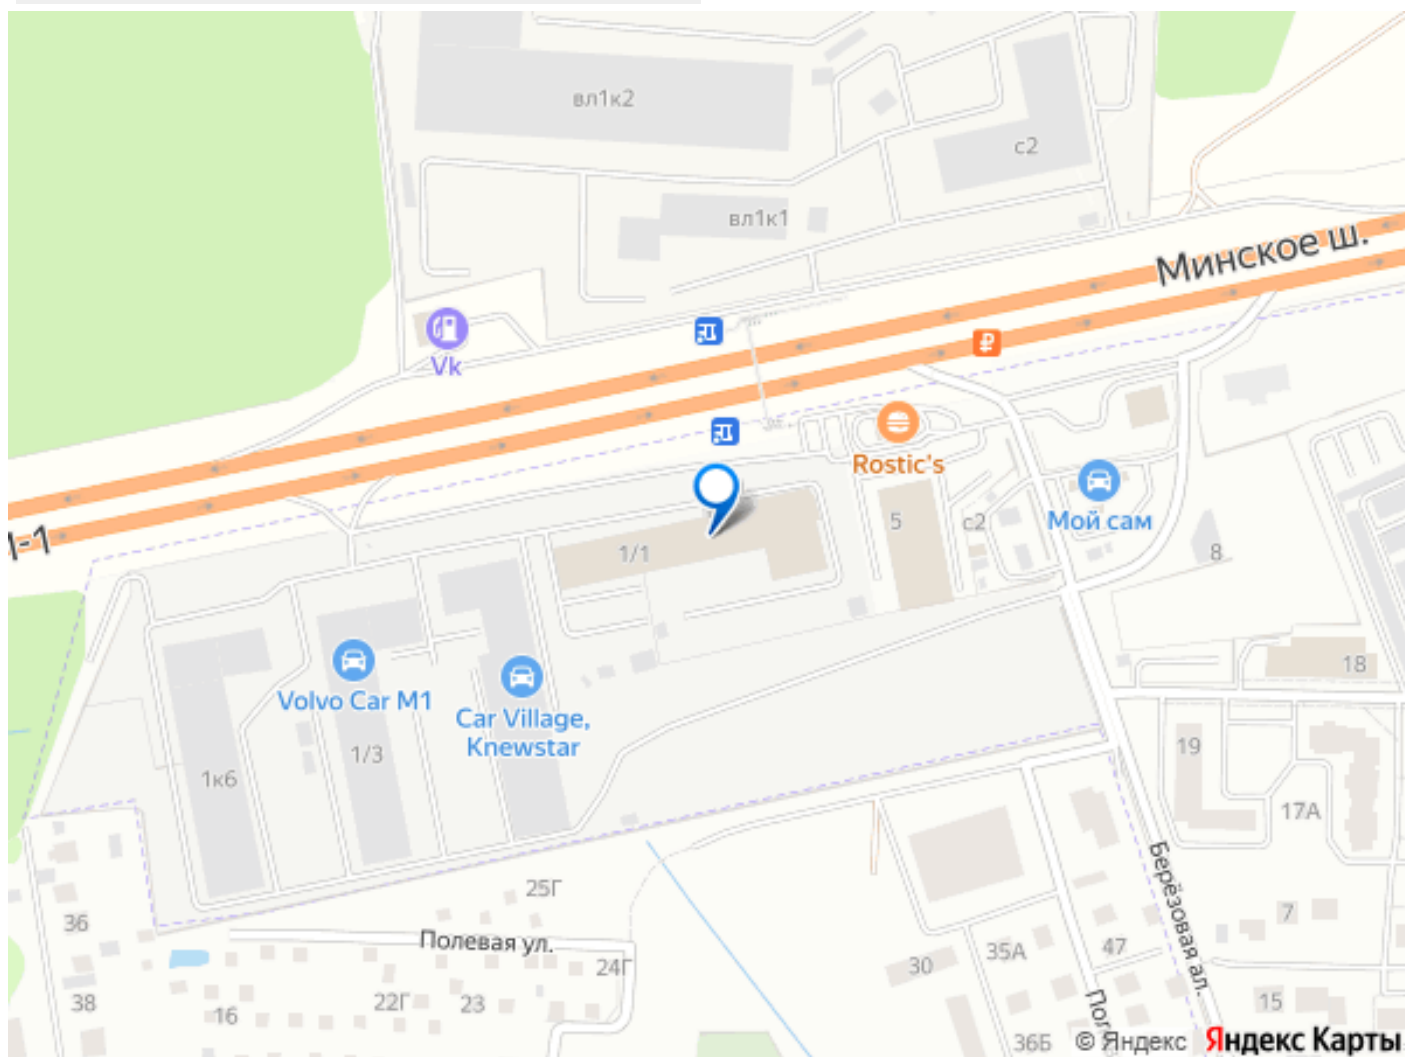 вл1к2
с2
вл1к1
Минское ш.
Vk
₽
Rostic's
5
с2
Мой сам
1/1
8
18
Volvo Car M1
Car Village,
Knewstar
1/3
1к6
19
17А
25Г
Берёзовая ал.
36
Полевая ул.
7
24Г
30
35А
47
38
22Г
23
16
15
36Б
© Яндекс
Яндекс Карты